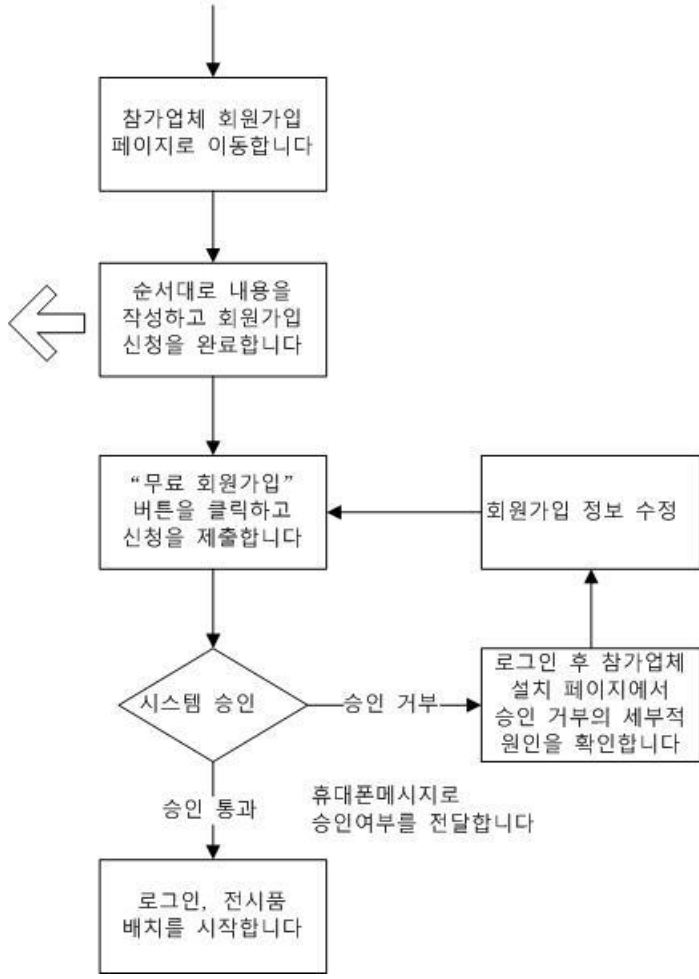 참가업체 회원가입
페이지로 이동합니다
순서대로 내용을
작성하고 회원가입
신청을 완료합니다
“무료 회원가입”
버튼을 클릭하고
신청을 제출합니다
회원가입 정보 수정
시스템 승인
승인 거부
로그인 후 참가업체
설치 페이지에서
승인 거부의 세부적
원인을 확인합니다
승인 통과
휴대폰메시지로
승인여부를 전달합니다
로그인, 전시품
배치를 시작합니다